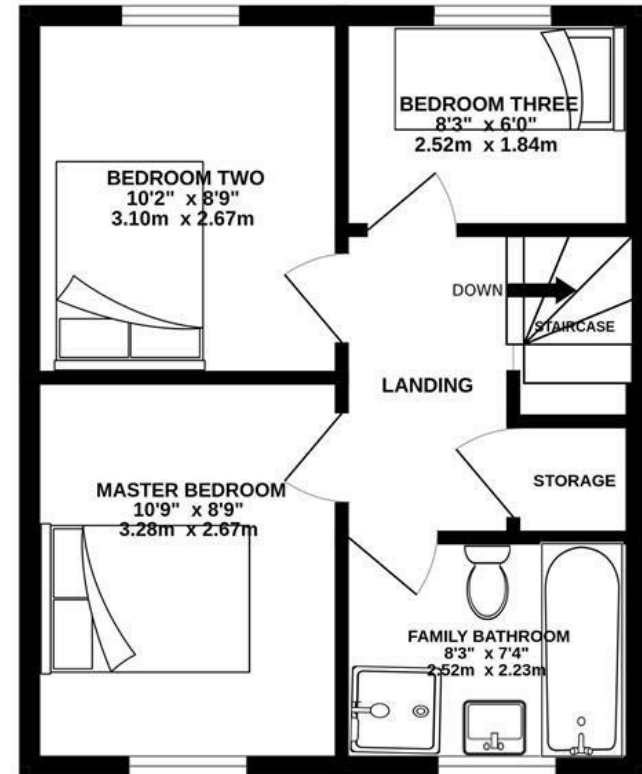 BEDROOM THREE
8'3" x 6'0"
2.52m x 1.84m
BEDROOM TWO
10'2" x 8'9"
3.10m x 2.67m
DOWN
STAIRCASE
LANDING
STORAGE
MASTER BEDROOM
10'9" x 8'9"
3.28m x 2.67m
FAMILY BATHROOM
8'3" x 7'4"
2.52m x 2.23m